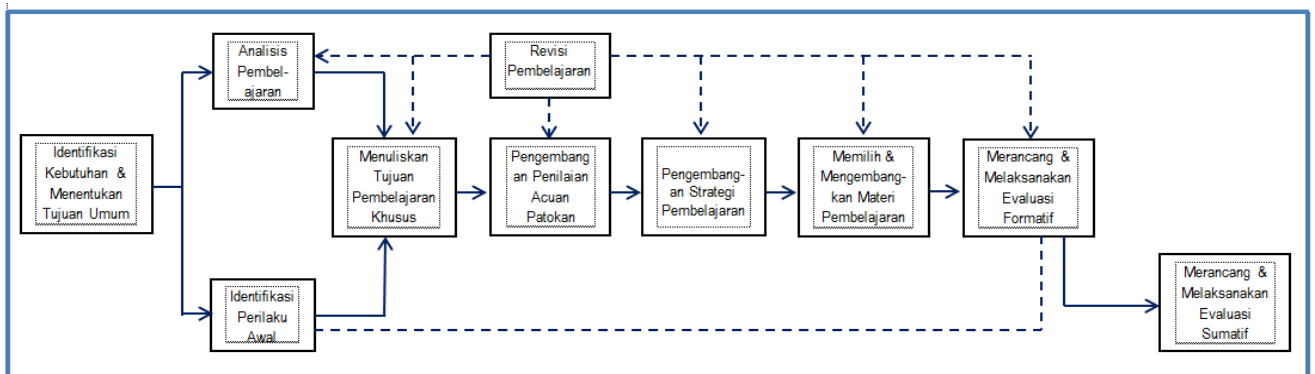 Analisis
Pembel-
ajaran
Revisi
Pembelajaran
Identifikasi
Kebutuhan &
Menentukan
Tujuan Umum
Menuliskan
Tujuan
Pembelajaran
Khusus
Pengembang
an Penilaian
Acuan
Patokan
Pengembang-
an Strategi
Pembelajaran
Memilih &
Mengembang-
kan Materi
Pembelajaran
Merancang &
Melaksanakan
Evaluasi
Formatif
Identifikasi
Perilaku
Awal
Merancang &
Melaksanakan
Evaluasi
Sumatif